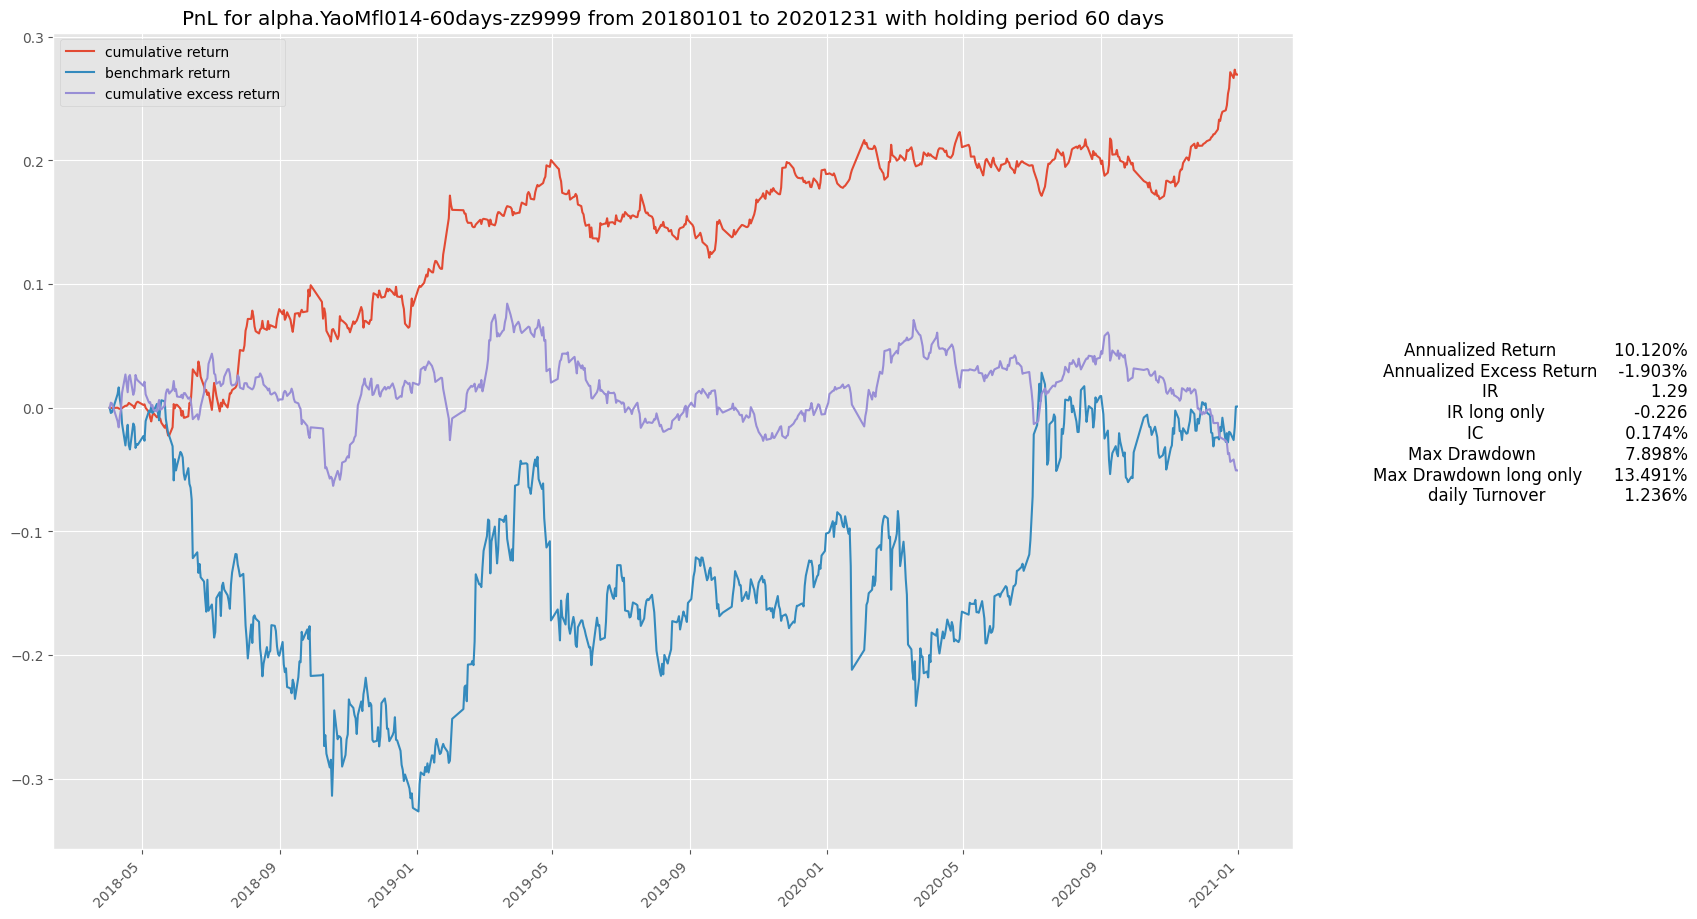 PnL for alpha.YaoMfl014-60days-zz9999 from 20180101 to 20201231 with holding period 60 days
cumulative return
benchmark return
cumulative excess return
0.3
0.2
0.1
0.0
−0.1
−0.2
−0.3
2018-05
2018-09
2019-01
2019-05
2019-09
2020-01
2020-05
2020-09
2021-01
Annualized Return 10.120%
Annualized Excess Return -1.903%
IR 1.29
IR long only -0.226
IC 0.174%
Max Drawdown 7.898%
Max Drawdown long only 13.491%
daily Turnover 1.236%